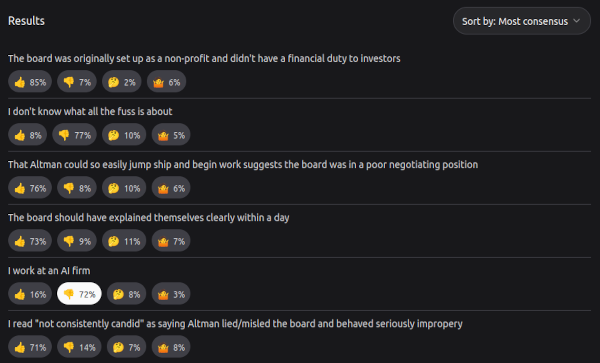 Results
Sort by: Most consensus
The board was originally set up as a non-profit and didn't have a financial duty to investors
85% 7% 2% 6%
I don't know what all the fuss is about
8% 77% 10% 5%
That Altman could so easily jump ship and begin work suggests the board was in a poor negotiating position
76% 8% 10% 6%
The board should have explained themselves clearly within a day
73% 9% 11% 7%
I work at an AI firm
16% 72% 8% 3%
I read "not consistently candid" as saying Altman lied/misled the board and behaved seriously impropery
71% 14% 7% 8%